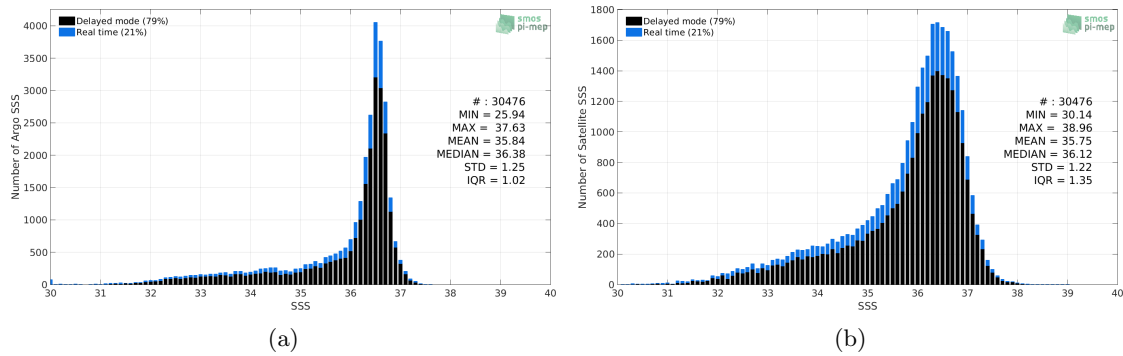 Delayed mode (79%)
Real time (21%)
smos
pi-mep
Number of Argo SSS
4000
3500
3000
2500
2000
1500
1000
500
0
# : 30476
MIN = 25.94
MAX = 37.63
MEAN = 35.84
MEDIAN = 36.38
STD = 1.25
IQR = 1.02
30 31 32 33 34 35 36 37 38 39 40
SSS
(a)
Delayed mode (79%)
Real time (21%)
smos
pi-mep
Number of Satellite SSS
1800
1600
1400
1200
1000
800
600
400
200
0
# : 30476
MIN = 30.14
MAX = 38.96
MEAN = 35.75
MEDIAN = 36.12
STD = 1.22
IQR = 1.35
30 31 32 33 34 35 36 37 38 39 40
SSS
(b)